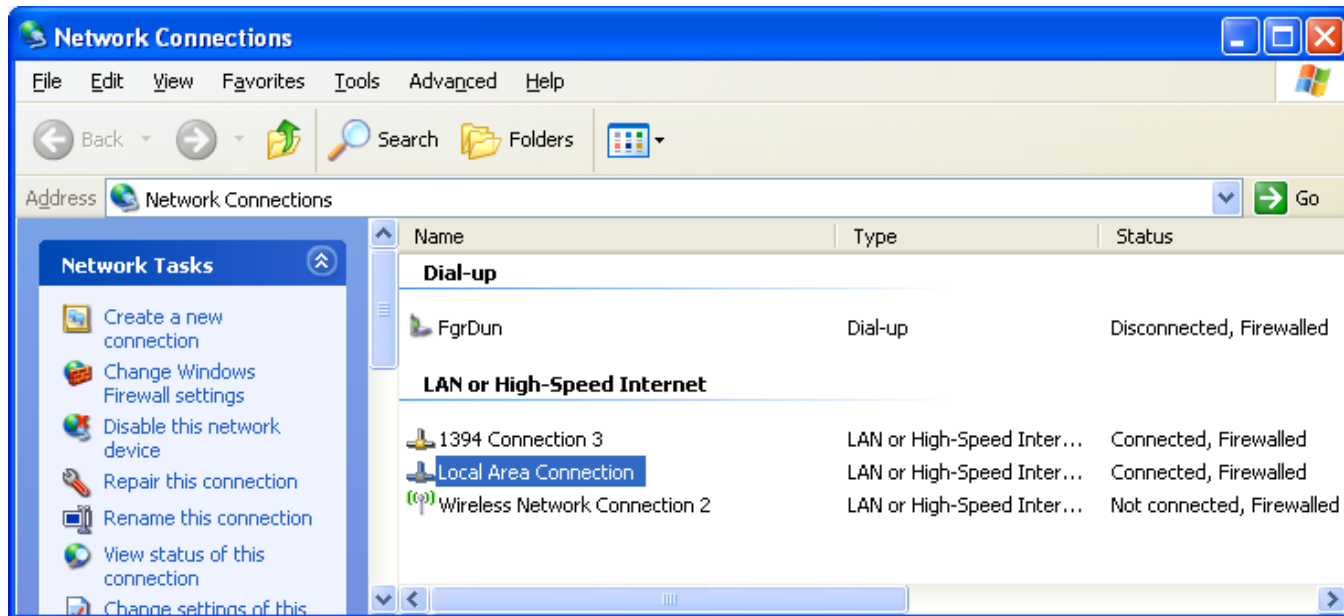 Network Connections
File Edit View Favorites Tools Advanced Help
Back Search Folders
Address Network Connections Go
Network Tasks
Create a new
connection
Change Windows
Firewall settings
Disable this network
device
Repair this connection
Rename this connection
View status of this
connection
Change settings of this
Name Type Status
Dial-up
FgrDun Dial-up Disconnected, Firewalled
LAN or High-Speed Internet
1394 Connection 3 LAN or High-Speed Inter... Connected, Firewalled
Local Area Connection LAN or High-Speed Inter... Connected, Firewalled
Wireless Network Connection 2 LAN or High-Speed Inter... Not connected, Firewalled